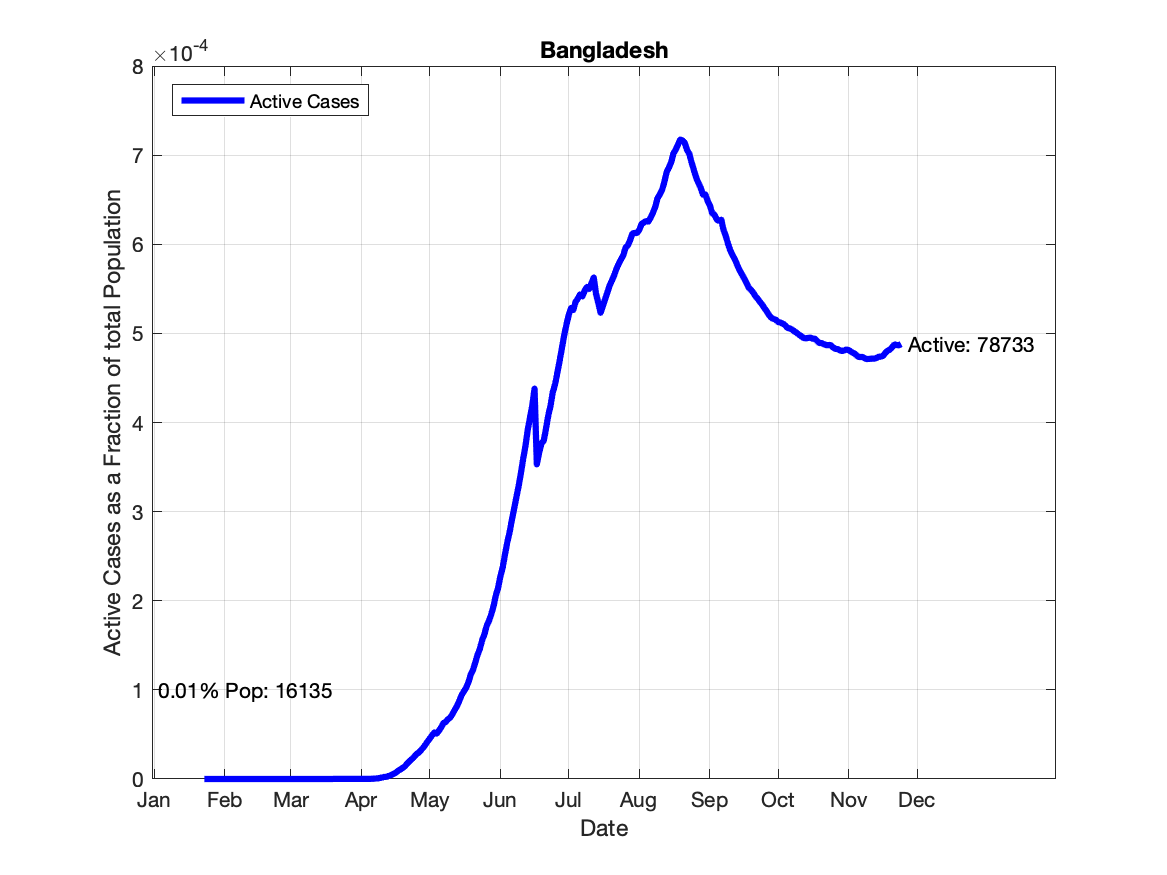 Bangladesh
×10⁻⁴
8
7
6
5
4
3
2
1
0
Active Cases
Active Cases as a Fraction of total Population
0.01% Pop: 16135
Active: 78733
Jan Feb Mar Apr May Jun Jul Aug Sep Oct Nov Dec
Date